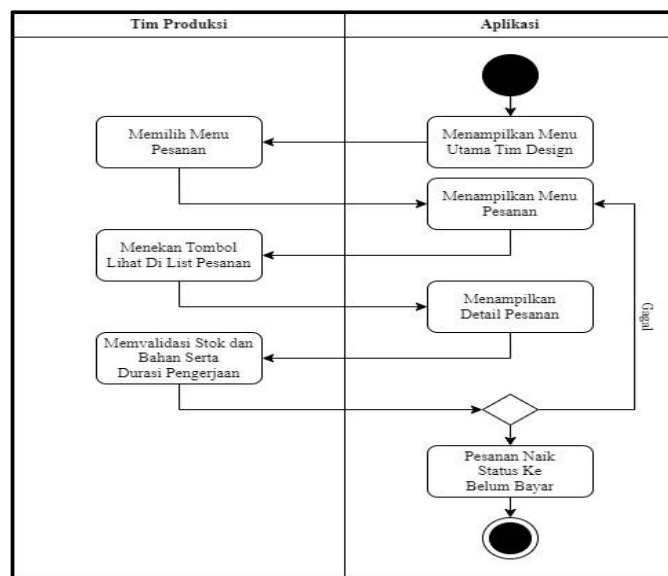 Tim Produksi
Aplikasi
Menampilkan Menu
Utama Tim Design
Memilih Menu
Pesanan
Menampilkan Menu
Pesanan
Menekan Tombol
Lihat Di List Pesanan
Menampilkan
Detail Pesanan
Memvalidasi Stok dan
Bahan Serta
Durasi Pengerjaan
Gagal
Pesanan Naik
Status Ke
Belum Bayar